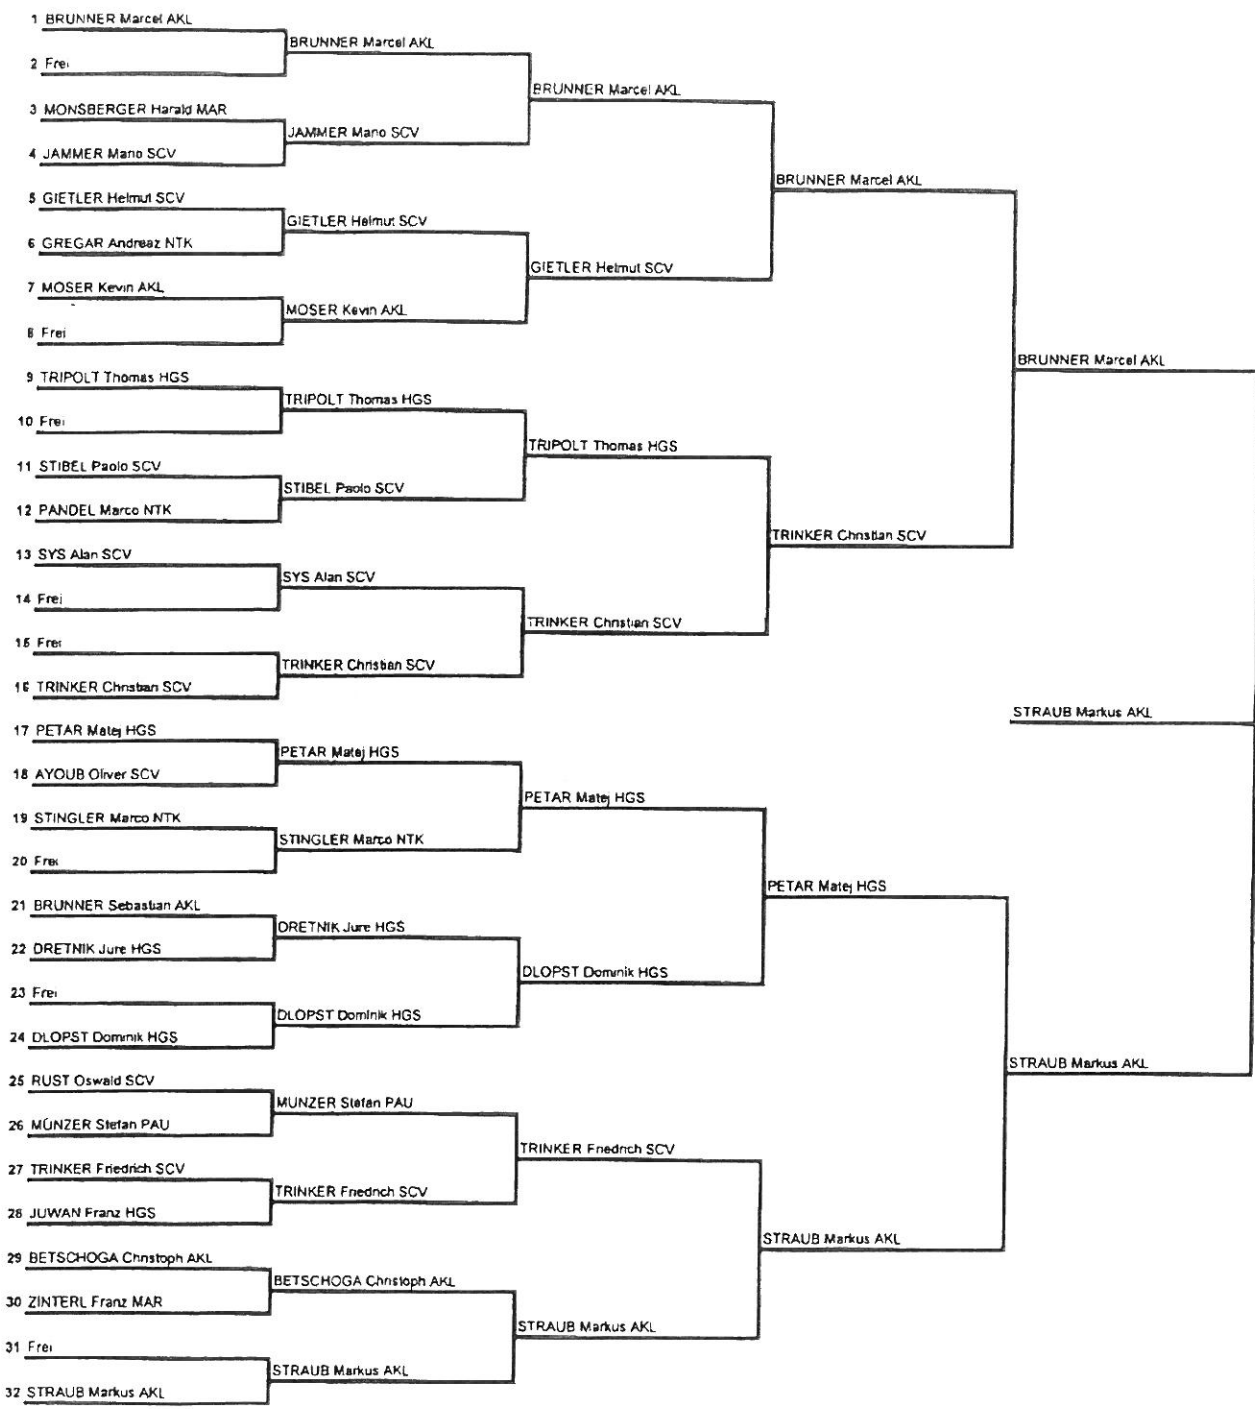 1 BRUNNER Marcel AKL
2 Frei
3 MONSBERGER Harald MAR
4 JAMMER Mario SCV
5 GIETLER Helmut SCV
6 GREGAR Andreaz NTK
7 MOSER Kevin AKL
8 Frei
9 TRIPOLT Thomas HGS
10 Frei
11 STIBEL Paolo SCV
12 PANDEL Marco NTK
13 SYS Alan SCV
14 Frei
15 Frei
16 TRINKER Christian SCV
17 PETAR Matej HGS
18 AYOUB Oliver SCV
19 STINGLER Marco NTK
20 Frei
21 BRUNNER Sebastian AKL
22 DRETNIK Jure HGS
23 Frei
24 DLOPST Dominik HGS
25 RUST Oswald SCV
26 MÜNZER Stefan PAU
27 TRINKER Friedrich SCV
28 JUWAN Franz HGS
29 BETSCHOGA Christoph AKL
30 ZINTERL Franz MAR
31 Frei
32 STRAUB Markus AKL
BRUNNER Marcel AKL
JAMMER Mario SCV
GIETLER Helmut SCV
MOSER Kevin AKL
TRIPOLT Thomas HGS
STIBEL Paolo SCV
SYS Alan SCV
TRINKER Christian SCV
PETAR Matej HGS
STINGLER Marco NTK
DRETNIK Jure HGS
DLOPST Dominik HGS
MÜNZER Stefan PAU
TRINKER Friedrich SCV
BETSCHOGA Christoph AKL
STRAUB Markus AKL
BRUNNER Marcel AKL
GIETLER Helmut SCV
TRIPOLT Thomas HGS
TRINKER Christian SCV
PETAR Matej HGS
DLOPST Dominik HGS
TRINKER Friedrich SCV
STRAUB Markus AKL
BRUNNER Marcel AKL
TRINKER Christian SCV
PETAR Matej HGS
STRAUB Markus AKL
BRUNNER Marcel AKL
STRAUB Markus AKL
STRAUB Markus AKL